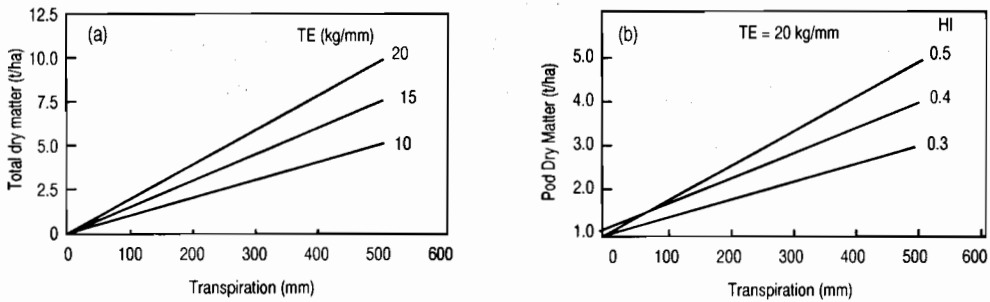 (a)
TE (kg/mm)
12.5
10.0
7.5
5.0
2.5
0
20
15
10
Total dry matter (t/ha)
0 100 200 300 400 500 600
Transpiration (mm)
(b)
TE = 20 kg/mm
HI
5.0
4.0
3.0
2.0
1.0
0.5
0.4
0.3
Pod Dry Matter (t/ha)
0 100 200 300 400 500 600
Transpiration (mm)